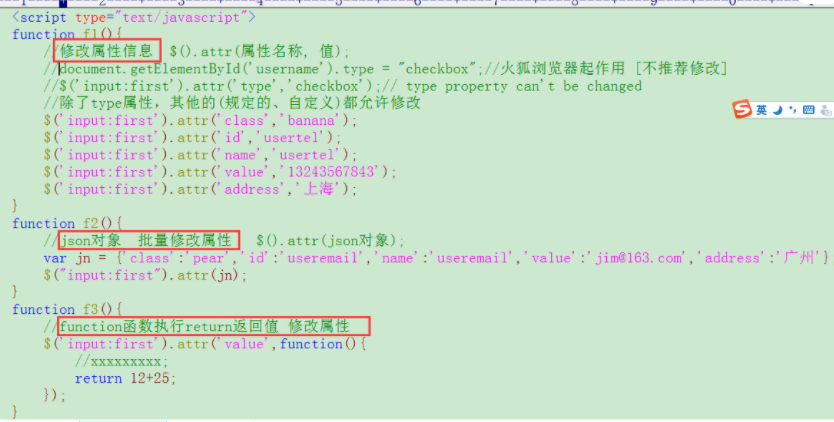 <script type="text/javascript">
function f1(){
//修改属性信息 $().attr(属性名称, 值);
//document.getElementById('username').type = "checkbox";//火狐浏览器起作用 [不推荐修改]
//$('input:first').attr('type','checkbox');// type property can't be changed
//除了type属性，其他的(规定的、自定义)都允许修改
$('input:first').attr('class','banana');
$('input:first').attr('id','usertel');
$('input:first').attr('name','usertel');
$('input:first').attr('value','13243567843');
$('input:first').attr('address','上海');
}
function f2(){
//json对象 批量修改属性 $().attr(json对象);
var jn = {'class':'pear','id':'useremail','name':'useremail','value':'jim@163.com','address':'广州'}
$("input:first").attr(jn);
}
function f3(){
//function函数执行return返回值 修改属性
$('input:first').attr('value',function(){
//xxxxxxxxx;
return 12+25;
});
}
英